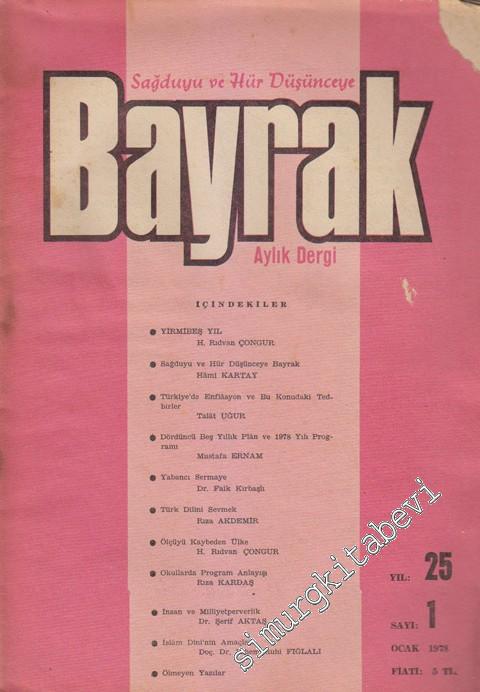 Sağduyu ve Hür Düşünceye
Bayrak
Aylık Dergi
İÇİNDEKİLER
● YİRMİBEŞ YIL
H. Rıdvan ÇONGUR
● Sağduyu ve Hür Düşünceye Bayrak
Hâmi KARTAY
● Türkiye'de Enflâsyon ve Bu Konudaki Ted-
birler
Talât UĞUR
● Dördüncü Beş Yıllık Plân ve 1978 Yılı Prog-
ramı
Mustafa ERNAM
● Yabancı Sermaye
Dr. Faik Kırbaşlı
● Türk Dilini Sevmek
Rıza AKDEMİR
● Ölçüyü Kaybeden Ülke
H. Rıdvan ÇONGUR
● Okullarda Program Anlayışı
Rıza KARDAŞ
● İnsan ve Milliyetperverlik
Dr. Şerif AKTAŞ
● İslâm Dini'nin
Doç. Dr. FIĞLALI
● Ölmeyen Yazılar
YIL: 25
SAYI: 1
OCAK 1978
FİATI: 5 TL.
simurgkitabevi